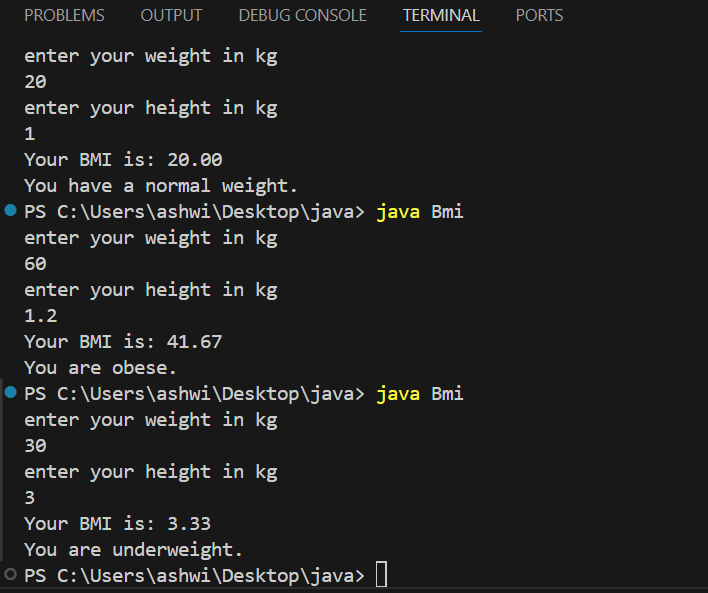 PROBLEMS OUTPUT DEBUG CONSOLE TERMINAL PORTS
enter your weight in kg
20
enter your height in kg
1
Your BMI is: 20.00
You have a normal weight.
PS C:\Users\ashwi\Desktop\java> java Bmi
enter your weight in kg
60
enter your height in kg
1.2
Your BMI is: 41.67
You are obese.
PS C:\Users\ashwi\Desktop\java> java Bmi
enter your weight in kg
30
enter your height in kg
3
Your BMI is: 3.33
You are underweight.
PS C:\Users\ashwi\Desktop\java>